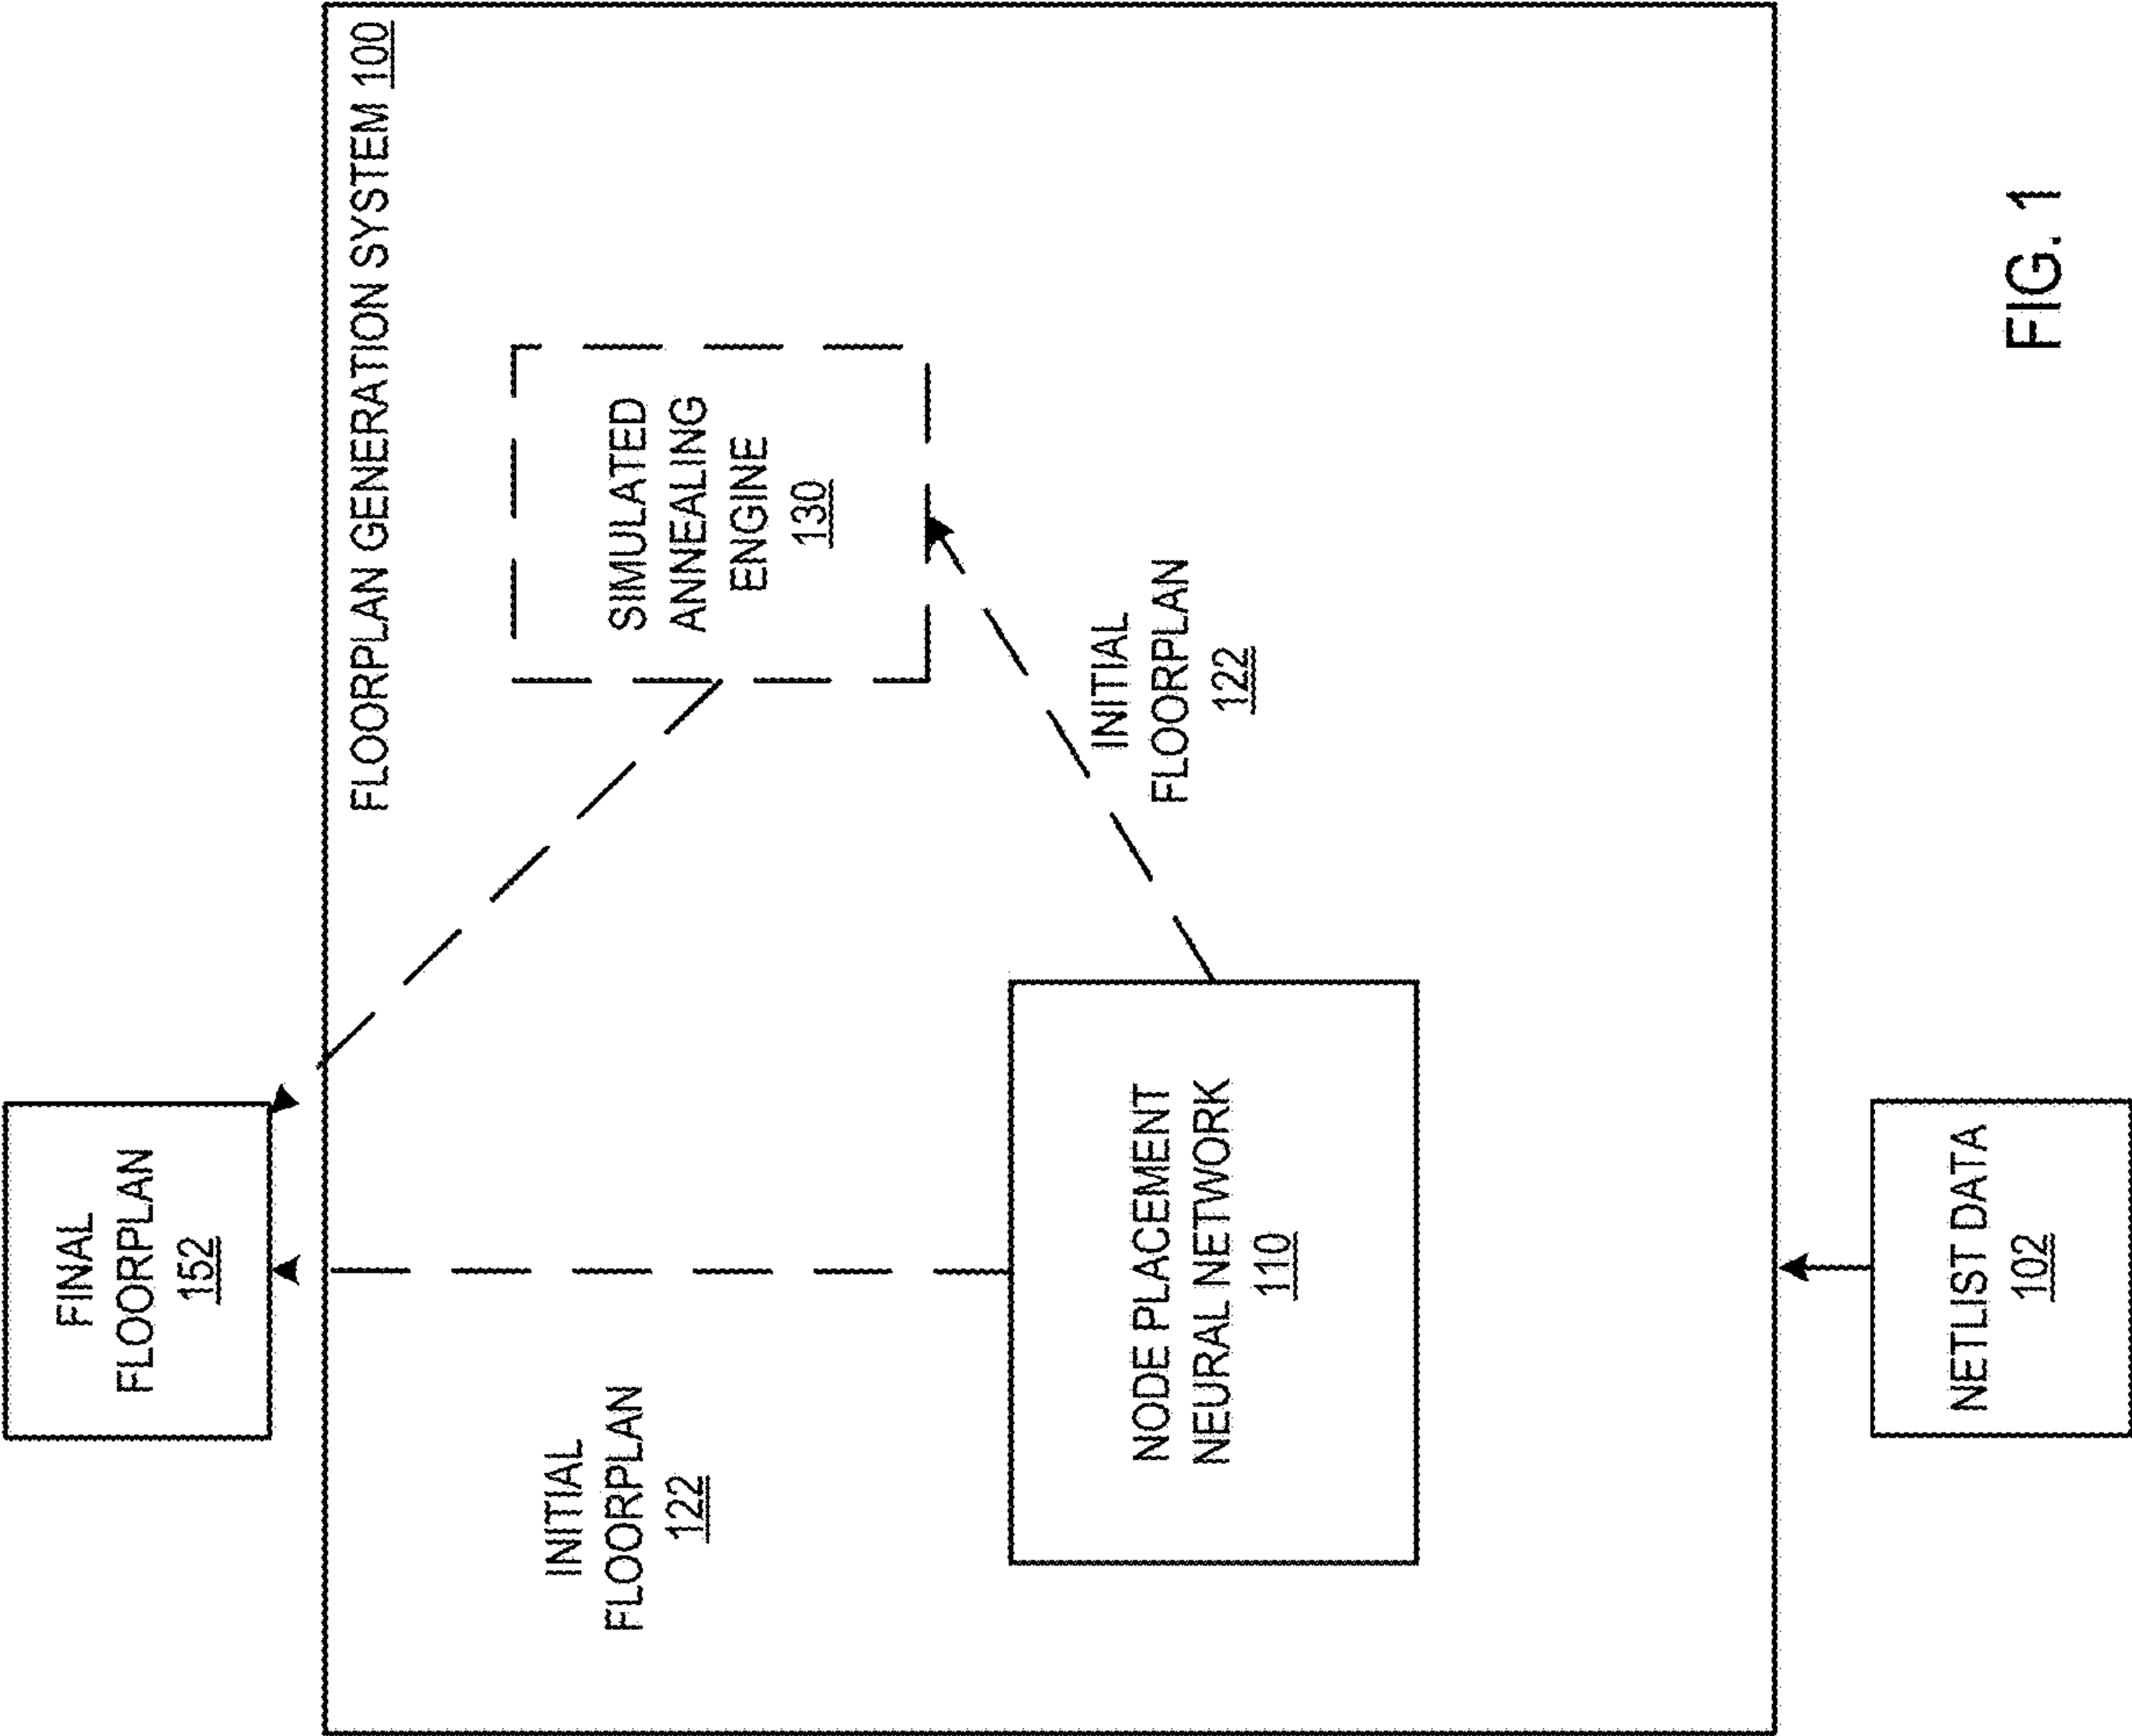 FINAL
FLOORPLAN
152
FLOORPLAN GENERATION SYSTEM 100
INITIAL
FLOORPLAN
122
SIMULATED
ANNEALING
ENGINE
130
INITIAL
FLOORPLAN
122
NODE PLACEMENT
NEURAL NETWORK
110
NETLIST DATA
102
FIG. 1